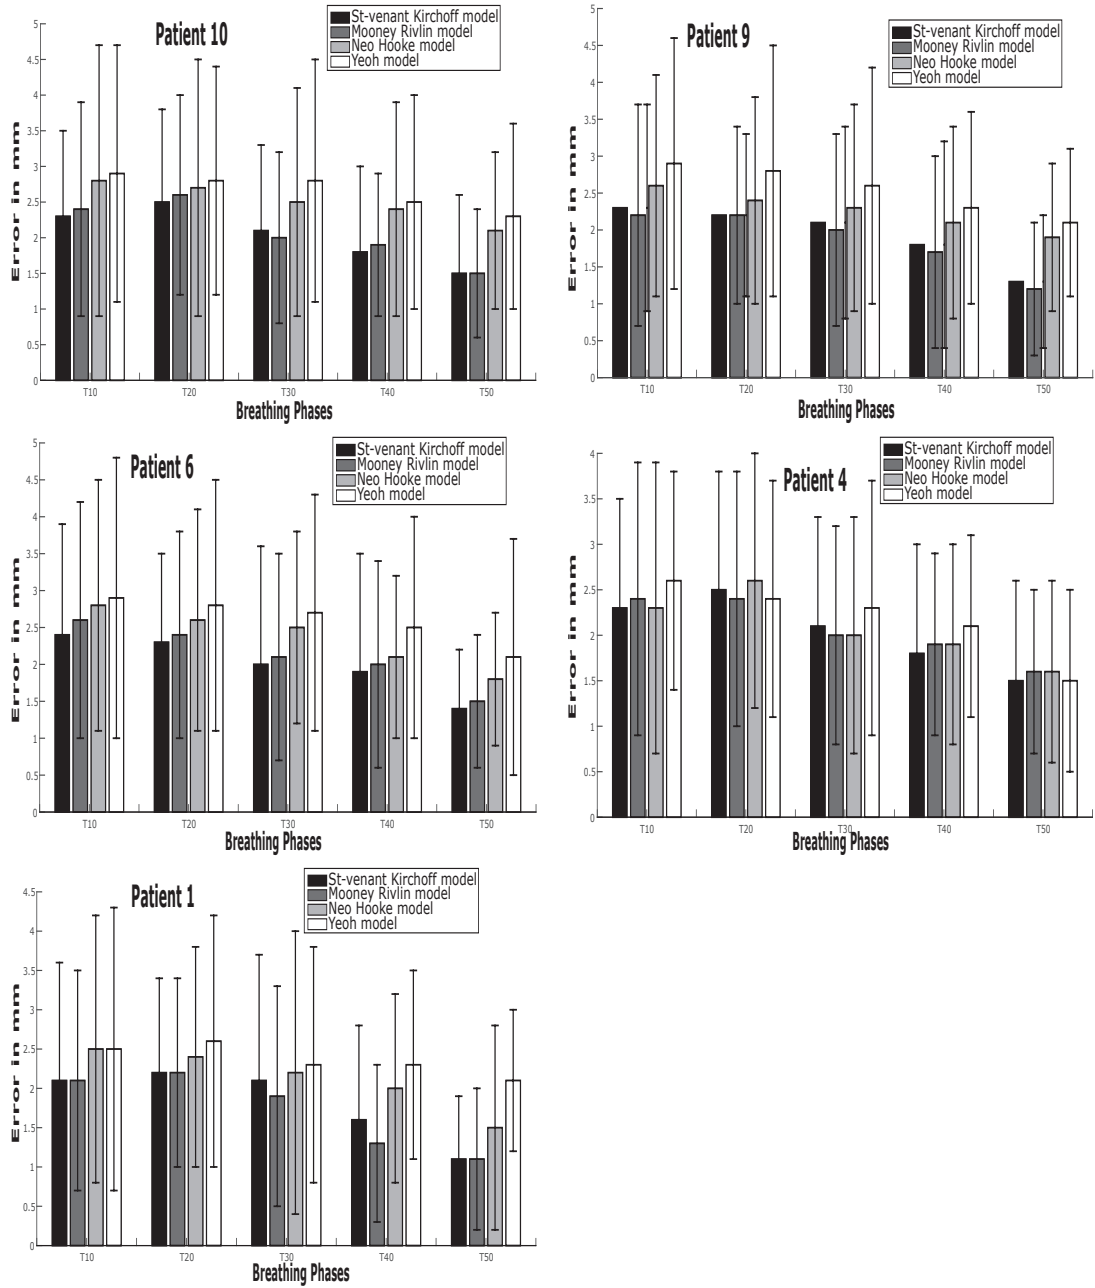 Patient 10
St-venant Kirchoff model
Mooney Rivlin model
Neo Hooke model
Yeoh model
Error in mm
5
4.5
4
3.5
3
2.5
2
1.5
1
0.5
0
T10 T20 T30 T40 T50
Breathing Phases
Patient 9
St-venant Kirchoff model
Mooney Rivlin model
Neo Hooke model
Yeoh model
Error in mm
5
4.5
4
3.5
3
2.5
2
1.5
1
0.5
0
T10 T20 T30 T40 T50
Breathing Phases
Patient 6
St-venant Kirchoff model
Mooney Rivlin model
Neo Hooke model
Yeoh model
Error in mm
5
4.5
4
3.5
3
2.5
2
1.5
1
0.5
0
T10 T20 T30 T40 T50
Breathing Phases
Patient 4
St-venant Kirchoff model
Mooney Rivlin model
Neo Hooke model
Yeoh model
Error in mm
4
3.5
3
2.5
2
1.5
1
0.5
0
T10 T20 T30 T40 T50
Breathing Phases
Patient 1
St-venant Kirchoff model
Mooney Rivlin model
Neo Hooke model
Yeoh model
Error in mm
4.5
4
3.5
3
2.5
2
1.5
1
0.5
0
T10 T20 T30 T40 T50
Breathing Phases